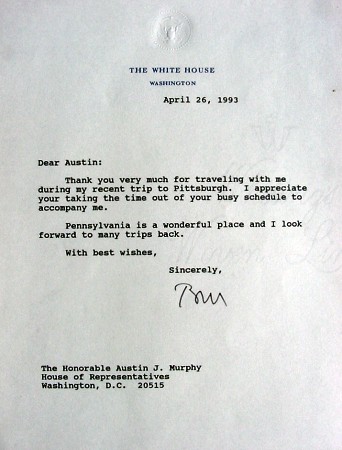 THE WHITE HOUSE
WASHINGTON
April 26, 1993
Dear Austin:
Thank you very much for traveling with me
during my recent trip to Pittsburgh. I appreciate
your taking the time out of your busy schedule to
accompany me.
Pennsylvania is a wonderful place and I look
forward to many trips back.
With best wishes,
Sincerely,
Bill
The Honorable Austin J. Murphy
House of Representatives
Washington, D.C. 20515